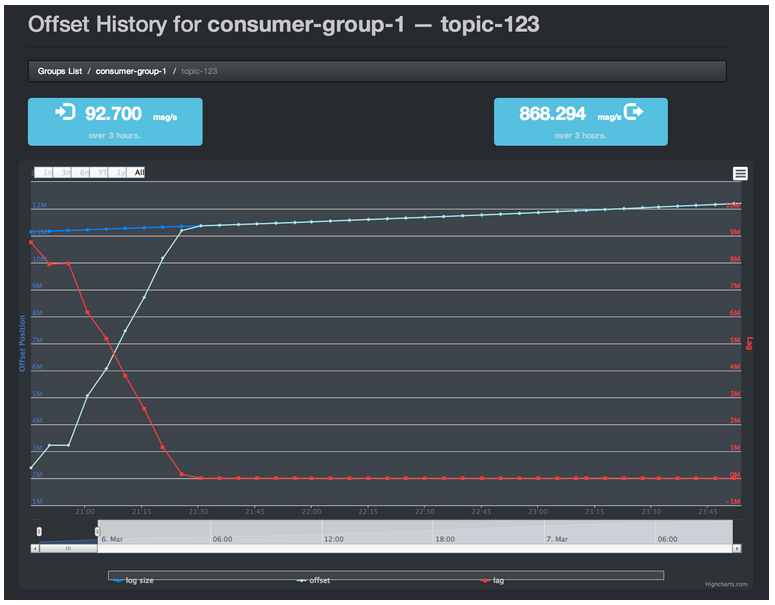 Offset History for consumer-group-1 — topic-123
Groups List / consumer-group-1 / topic-123
92.700 msg/s
over 3 hours.
868.294 msg/s
over 3 hours.
1m 3m 6m YT 1y All
12M
11M
10M
9M
8M
7M
6M
5M
4M
3M
2M
1M
Offset Position
10M
9M
8M
7M
6M
5M
4M
3M
2M
1M
0M
-1M
Lag
21:00 21:15 21:30 21:45 22:00 22:15 22:30 22:45 23:00 23:15 23:30 23:45
6. Mar 06:00 12:00 18:00 7. Mar 06:00
log size offset lag
Highcharts.com